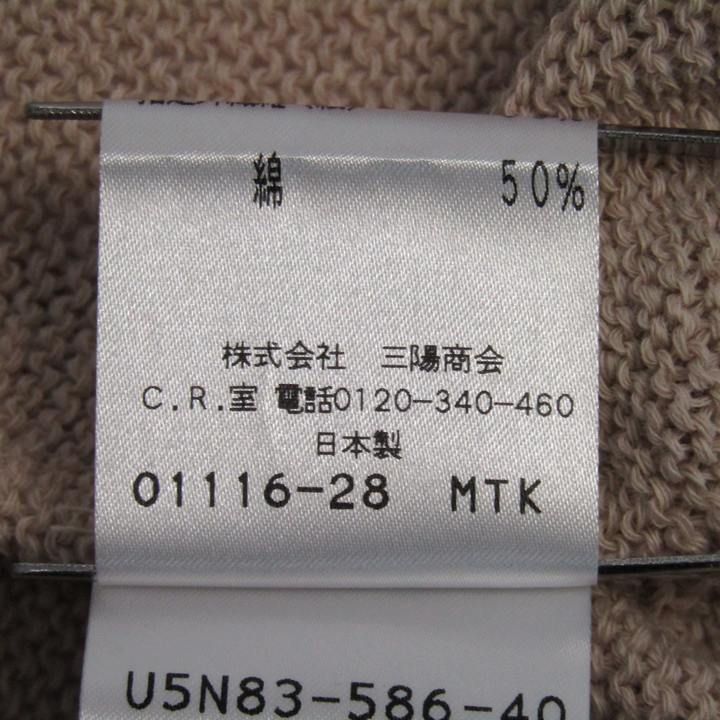 綿 50%
株式会社 三陽商会
C.R.室 電話0120-340-460
日本製
01116-28 MTK
U5N83-586-40